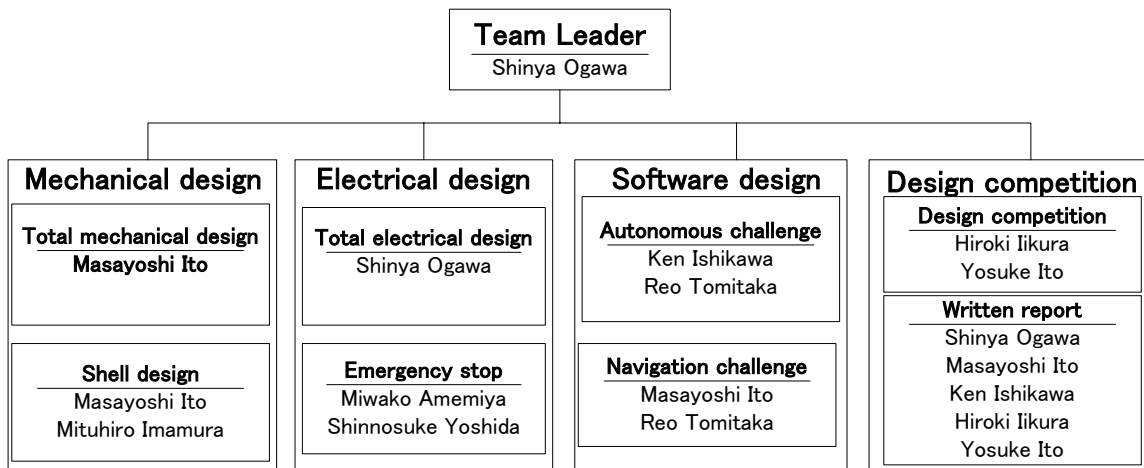 Team Leader
Shinya Ogawa
Mechanical design
Total mechanical design
Masayoshi Ito
Shell design
Masayoshi Ito
Mituhiro Imamura
Electrical design
Total electrical design
Shinya Ogawa
Emergency stop
Miwako Amemiya
Shinnosuke Yoshida
Software design
Autonomous challenge
Ken Ishikawa
Reo Tomitaka
Navigation challenge
Masayoshi Ito
Reo Tomitaka
Design competition
Design competition
Hiroki Iikura
Yosuke Ito
Written report
Shinya Ogawa
Masayoshi Ito
Ken Ishikawa
Hiroki Iikura
Yosuke Ito